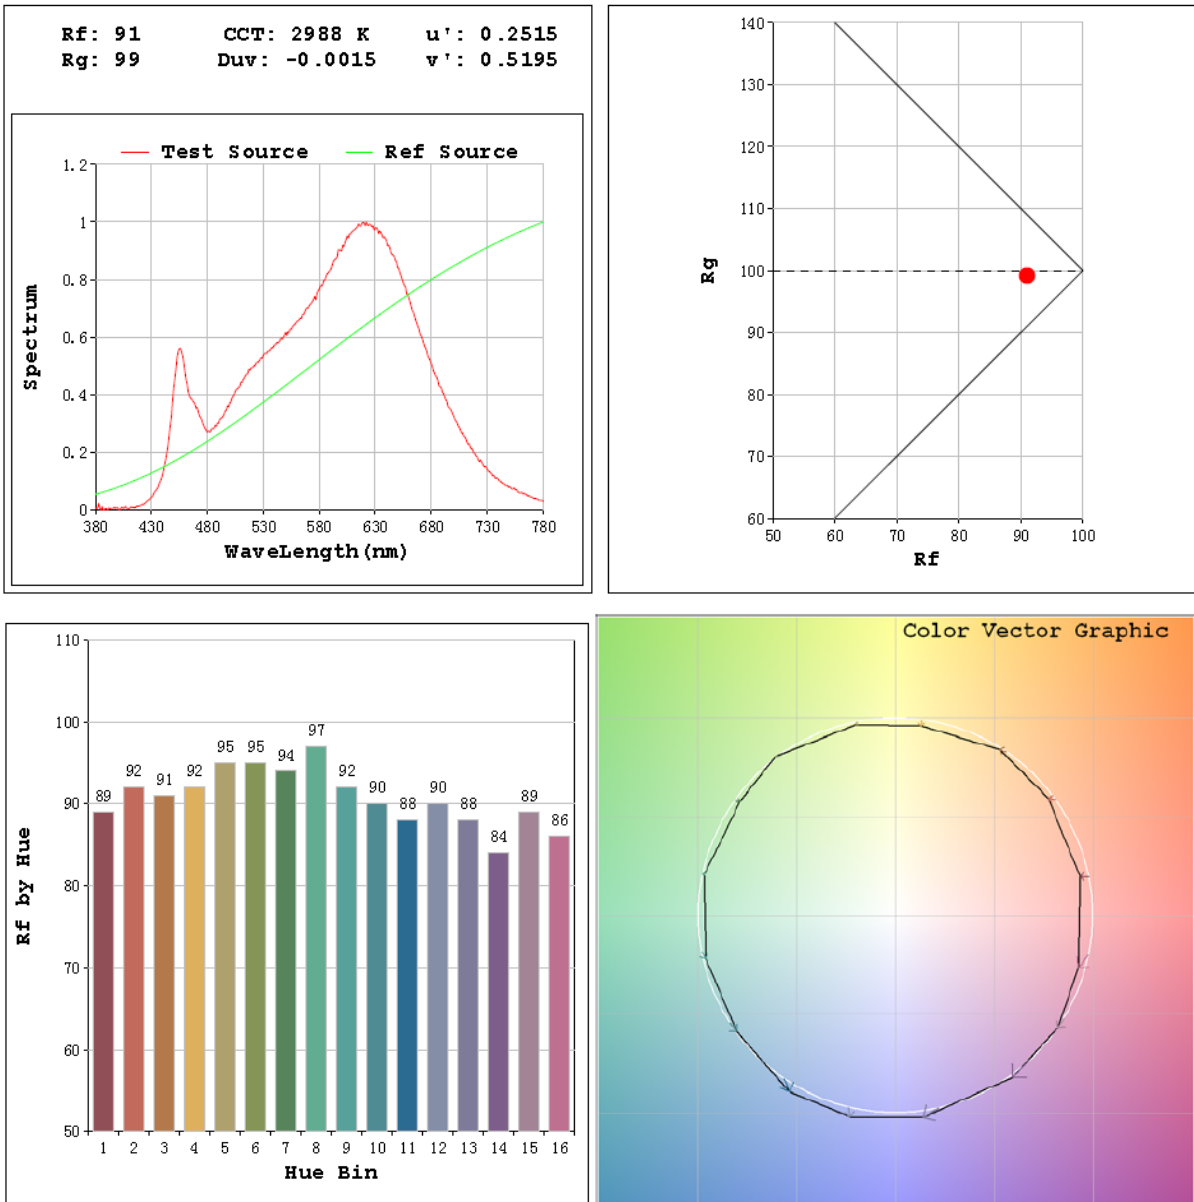 Rf: 91 CCT: 2988 K u': 0.2515
Rg: 99 Duv: -0.0015 v': 0.5195
Test Source Ref Source
1.2
1
0.8
0.6
0.4
0.2
0
Spectrum
380 430 480 530 580 630 680 730 780
WaveLength(nm)
140
130
120
110
100
90
80
70
60
Rg
50 60 70 80 90 100
Rf
110
100
90
80
70
60
50
Rf by Hue
89 92 91 92 95 95 94 97 92 90 88 90 88 84 89 86
1 2 3 4 5 6 7 8 9 10 11 12 13 14 15 16
Hue Bin
Color Vector Graphic